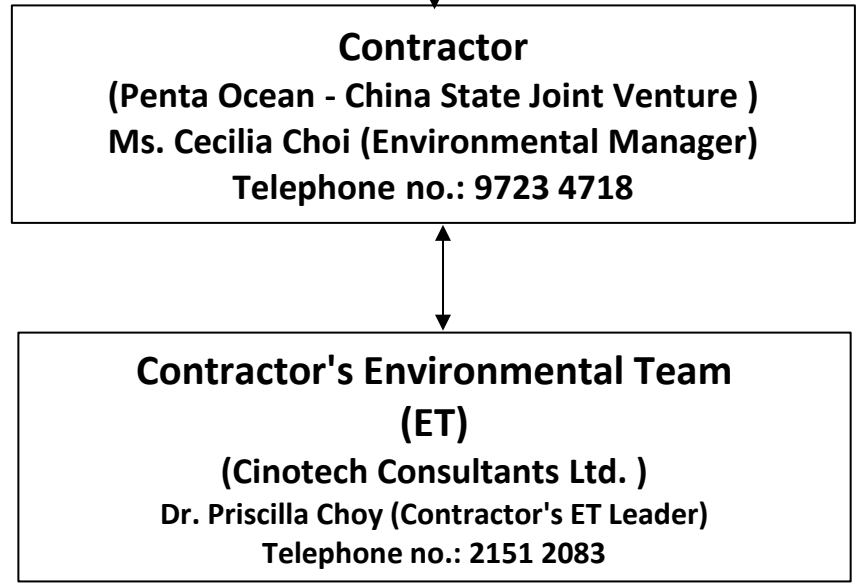 Contractor
(Penta Ocean - China State Joint Venture )
Ms. Cecilia Choi (Environmental Manager)
Telephone no.: 9723 4718
Contractor's Environmental Team
(ET)
(Cinotech Consultants Ltd. )
Dr. Priscilla Choy (Contractor's ET Leader)
Telephone no.: 2151 2083